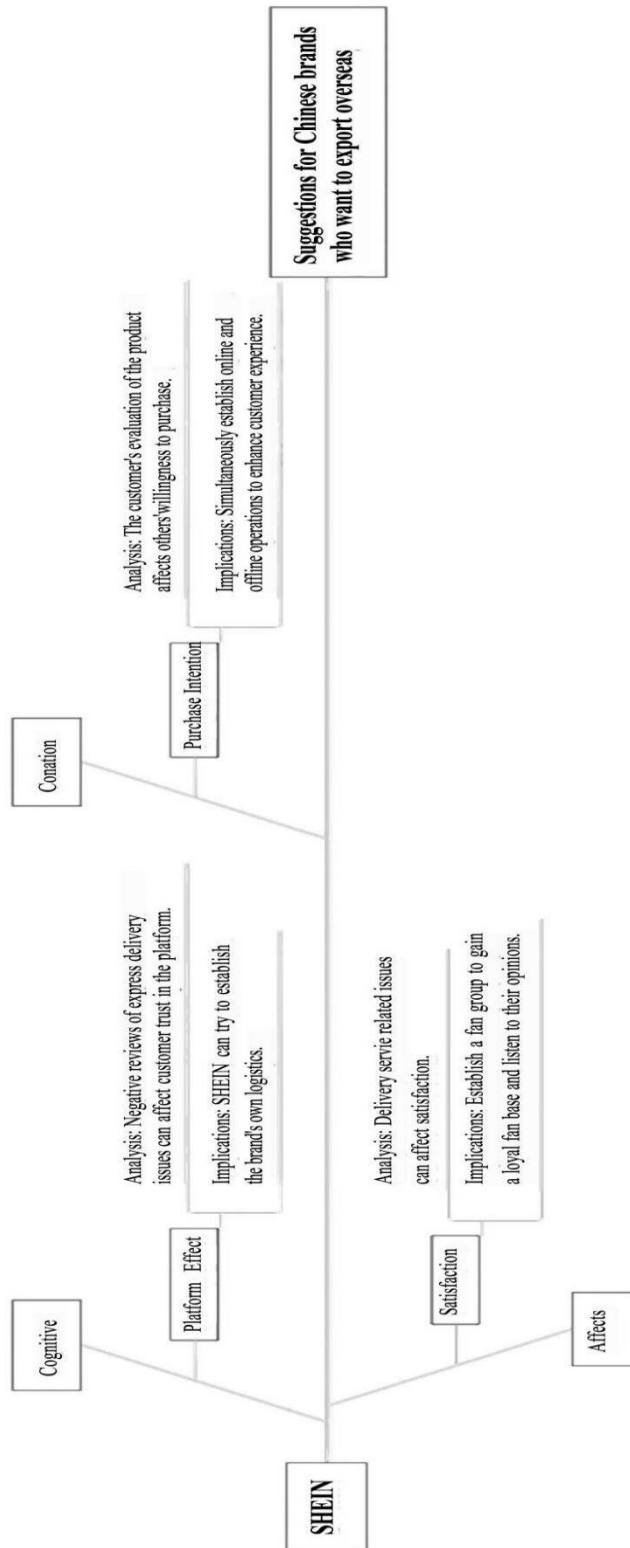 Cognitive
Conation
Analysis: Negative reviews of express delivery
issues can affect customer trust in the platform.
Platform Effect
Implications: SHEIN can try to establish
the brand's own logistics.
Analysis: The customer's evaluation of the product
affects others'willingness to purchase.
Purchase Intention
Implications: Simultaneously establish online and
offline operations to enhance customer experience.
SHEIN
Suggestions for Chinese brands
who want to export overseas
Analysis: Delivery servie related issues
can affect satisfaction.
Satisfaction
Implications: Establish a fan group to gain
a loyal fan base and listen to their opinions.
Affects